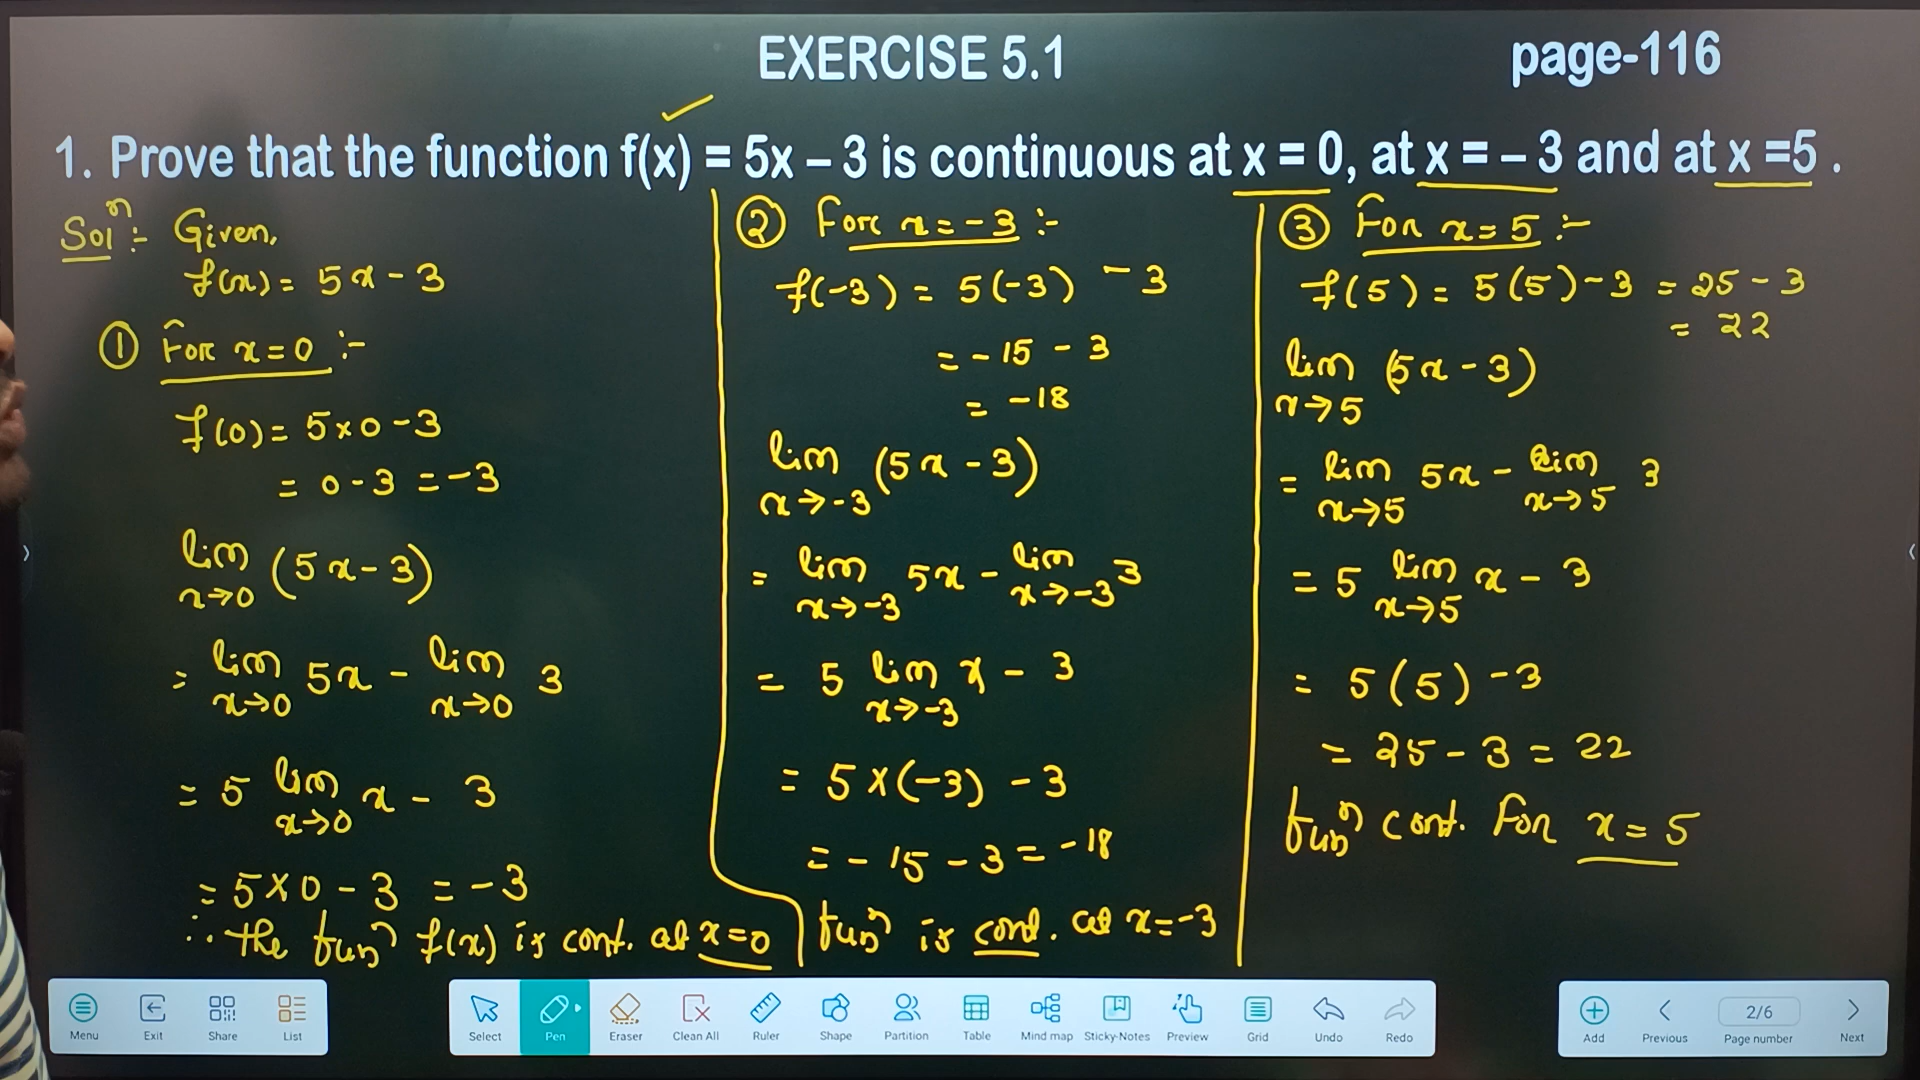 EXERCISE 5.1
page-116
1. Prove that the function f(x) = 5x – 3 is continuous at x = 0, at x = – 3 and at x =5 .
Solⁿ :- Given,
f(x) = 5x - 3
① For x=0 :-
f(0) = 5×0-3
= 0-3 = -3
lim (5x-3)
x→0
= lim 5x - lim 3
x→0 x→0
= 5 lim x - 3
x→0
= 5×0-3 = -3
∴ the funⁿ f(x) is cont. at x=0
② For x=-3 :-
f(-3) = 5(-3) -3
= -15 - 3
= -18
lim (5x-3)
x→-3
= lim 5x - lim 3
x→-3 x→-3
= 5 lim x - 3
x→-3
= 5×(-3) -3
= -15-3 = -18
funⁿ is cont. at x=-3
③ For x=5 :-
f(5) = 5(5)-3 = 25-3
= 22
lim (5x-3)
x→5
= lim 5x - lim 3
x→5 x→5
= 5 lim x - 3
x→5
= 5(5) -3
= 25-3 = 22
funⁿ cont. for x=5
Menu Exit Share List
Select Pen Eraser Clean All Ruler Shape Partition Table Mind map Sticky-Notes Preview Grid Undo Redo
2/6
Add Previous Page number Next